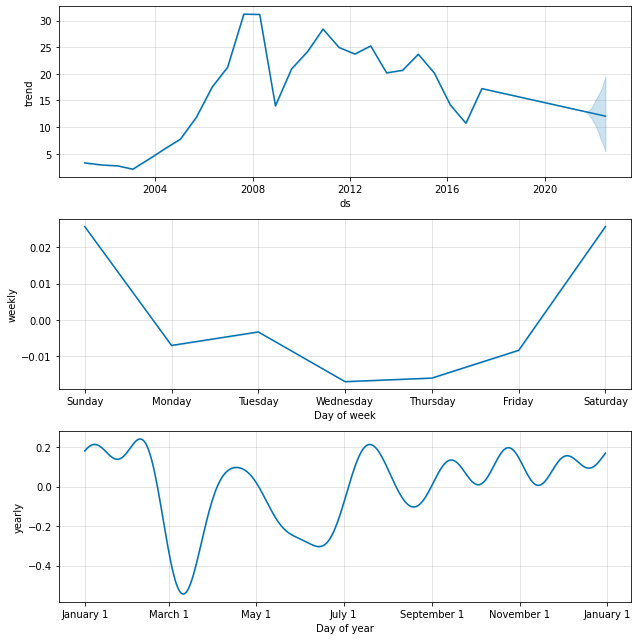 30
25
20
15
10
5
trend
2004 2008 2012 2016 2020
ds
0.02
0.01
0.00
−0.01
weekly
Sunday Monday Tuesday Wednesday Thursday Friday Saturday
Day of week
0.2
0.0
−0.2
−0.4
yearly
January 1 March 1 May 1 July 1 September 1 November 1 January 1
Day of year